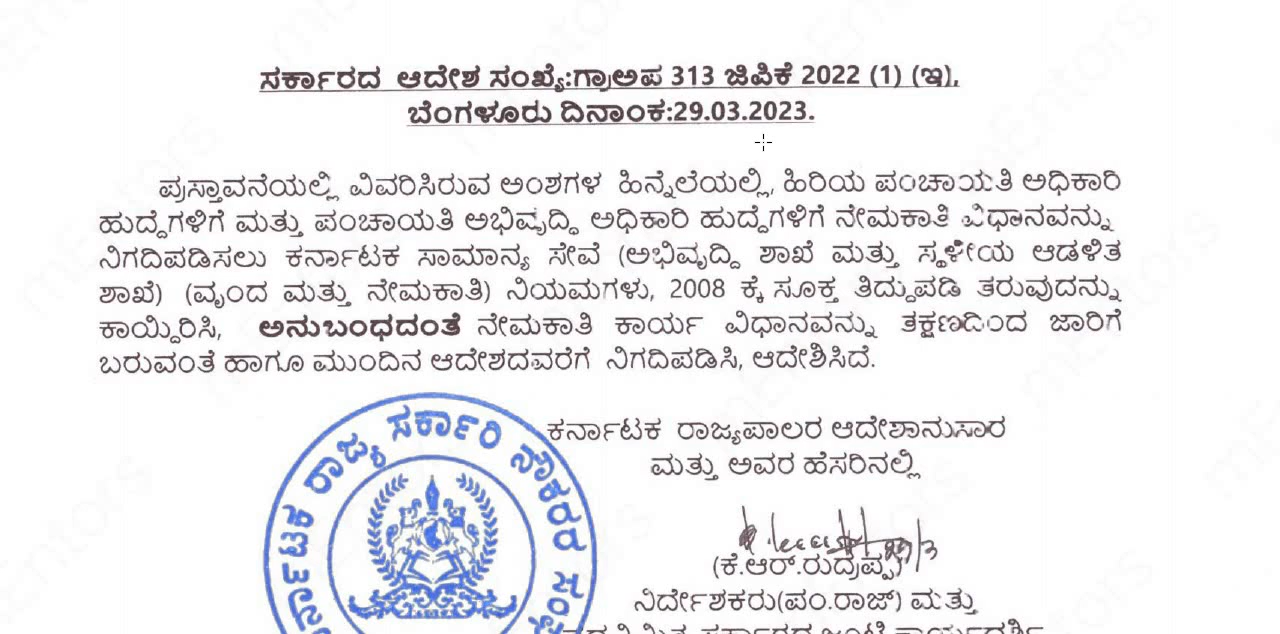 ಸರ್ಕಾರದ ಆದೇಶ ಸಂಖ್ಯೆ:ಗ್ರಾಅಪ 313 ಜಿಪಿಕೆ 2022 (1) (ಇ),
ಬೆಂಗಳೂರು ದಿನಾಂಕ:29.03.2023.
ಪ್ರಸ್ತಾವನೆಯಲ್ಲಿ ವಿವರಿಸಿರುವ ಅಂಶಗಳ ಹಿನ್ನೆಲೆಯಲ್ಲಿ, ಹಿರಿಯ ಪಂಚಾಯತಿ ಅಧಿಕಾರಿ
ಹುದ್ದೆಗಳಿಗೆ ಮತ್ತು ಪಂಚಾಯತಿ ಅಭಿವೃದ್ಧಿ ಅಧಿಕಾರಿ ಹುದ್ದೆಗಳಿಗೆ ನೇಮಕಾತಿ ವಿಧಾನವನ್ನು
ನಿಗದಿಪಡಿಸಲು ಕರ್ನಾಟಕ ಸಾಮಾನ್ಯ ಸೇವೆ (ಅಭಿವೃದ್ಧಿ ಶಾಖೆ ಮತ್ತು ಸ್ಥಳೀಯ ಆಡಳಿತ
ಶಾಖೆ) (ವೃಂದ ಮತ್ತು ನೇಮಕಾತಿ) ನಿಯಮಗಳು, 2008 ಕ್ಕೆ ಸೂಕ್ತ ತಿದ್ದುಪಡಿ ತರುವುದನ್ನು
ಕಾಯ್ದಿರಿಸಿ, ಅನುಬಂಧದಂತೆ ನೇಮಕಾತಿ ಕಾರ್ಯ ವಿಧಾನವನ್ನು ತಕ್ಷಣದಿಂದ ಜಾರಿಗೆ
ಬರುವಂತೆ ಹಾಗೂ ಮುಂದಿನ ಆದೇಶದವರೆಗೆ ನಿಗದಿಪಡಿಸಿ, ಆದೇಶಿಸಿದೆ.
ಕರ್ನಾಟಕ ರಾಜ್ಯಪಾಲರ ಆದೇಶಾನುಸಾರ
ಮತ್ತು ಅವರ ಹೆಸರಿನಲ್ಲಿ
(ಕೆ.ಆರ್.ರುದ್ರಪ್ಪ)
ನಿರ್ದೇಶಕರು(ಪಂ.ರಾಜ್) ಮತ್ತು
ರಾಜ್ಯ ಸರ್ಕಾರಿ ನೌಕರರ
mEntors